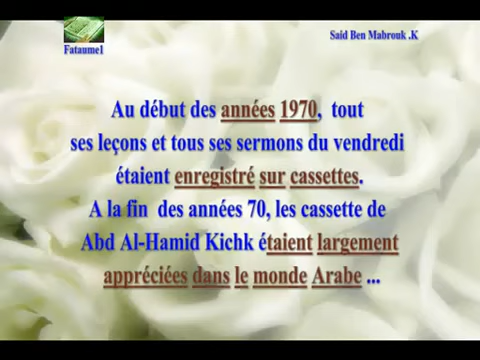 Fataume1
Said Ben Mabrouk .K
Au début des années 1970, tout
ses leçons et tous ses sermons du vendredi
étaient enregistré sur cassettes.
A la fin des années 70, les cassette de
Abd Al-Hamid Kichk étaient largement
appréciées dans le monde Arabe ...